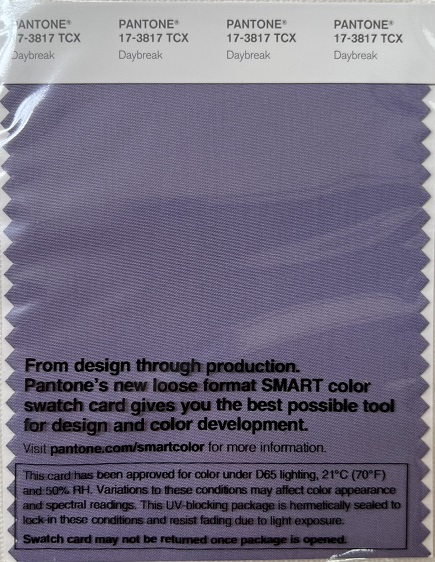 PANTONE® PANTONE® PANTONE® PANTONE®
17-3817 TCX 17-3817 TCX 17-3817 TCX 17-3817 TCX
Daybreak Daybreak Daybreak Daybreak
From design through production.
Pantone's new loose format SMART color
swatch card gives you the best possible tool
for design and color development.
Visit pantone.com/smartcolor for more information.
This card has been approved for color under D65 lighting, 21°C (70°F)
and 50% RH. Variations to these conditions may affect color appearance
and spectral readings. This UV-blocking package is hermetically sealed to
lock-in these conditions and resist fading due to light exposure.
Swatch card may not be returned once package is opened.